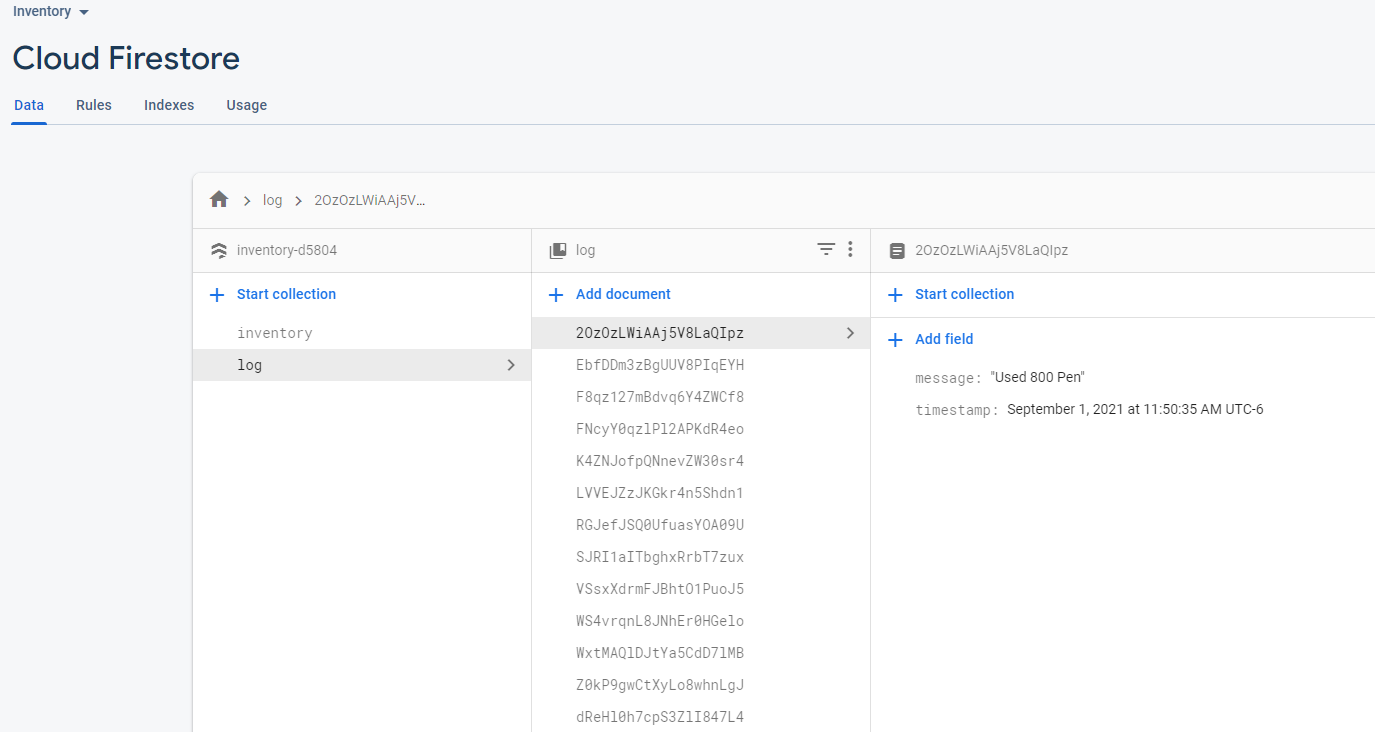 Inventory
Cloud Firestore
Data Rules Indexes Usage
log 2OzOzLWiAAj5V...
inventory-d5804
Start collection
inventory
log
log
Add document
2OzOzLWiAAj5V8LaQIpz
EbfDDm3zBgUUV8PIqEYH
F8qz127mBdvq6Y4ZWCf8
FNcyY0qzlPl2APKdR4eo
K4ZNJofpQNnevZW30sr4
LVVEJZzJKGkr4n5Shdn1
RGJefJSQ0UfuasYOA09U
SJRI1aITbghxRrbT7zux
VSsxXdrmFJBhtO1PuoJ5
WS4vrqnL8JNhEr0HGelo
WxtMAQlDJtYa5CdD7lMB
Z0kP9gwCtXyLo8whnLgJ
dReHl0h7cpS3ZlI847L4
2OzOzLWiAAj5V8LaQIpz
Start collection
Add field
message: "Used 800 Pen"
timestamp: September 1, 2021 at 11:50:35 AM UTC-6